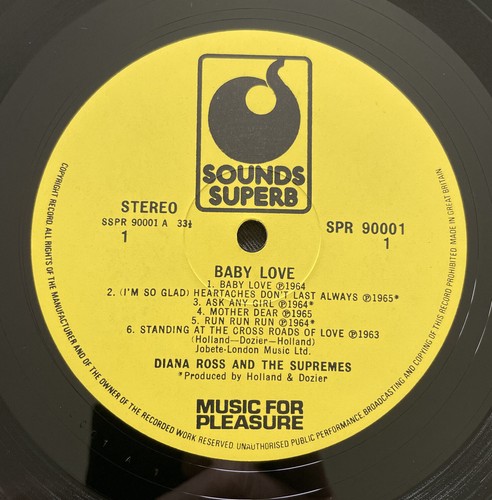 SOUNDS
SUPERB
STEREO
SSPR 90001 A 33⅓
1
SPR 90001
1
BABY LOVE
1. BABY LOVE ℗1964
2. (I'M SO GLAD) HEARTACHES DON'T LAST ALWAYS ℗1965*
3. ASK ANY GIRL ℗1964*
4. MOTHER DEAR ℗1965
5. RUN RUN RUN ℗1964*
6. STANDING AT THE CROSS ROADS OF LOVE ℗1963
(Holland—Dozier—Holland)
Jobete-London Music Ltd.
DIANA ROSS AND THE SUPREMES
*Produced by Holland & Dozier
MUSIC FOR
PLEASURE
COPYRIGHT RECORD. ALL RIGHTS OF THE MANUFACTURER AND OF THE OWNER OF THE RECORDED WORK RESERVED. UNAUTHORISED PUBLIC PERFORMANCE, BROADCASTING AND COPYING OF THIS RECORD PROHIBITED MADE IN GREAT BRITAIN